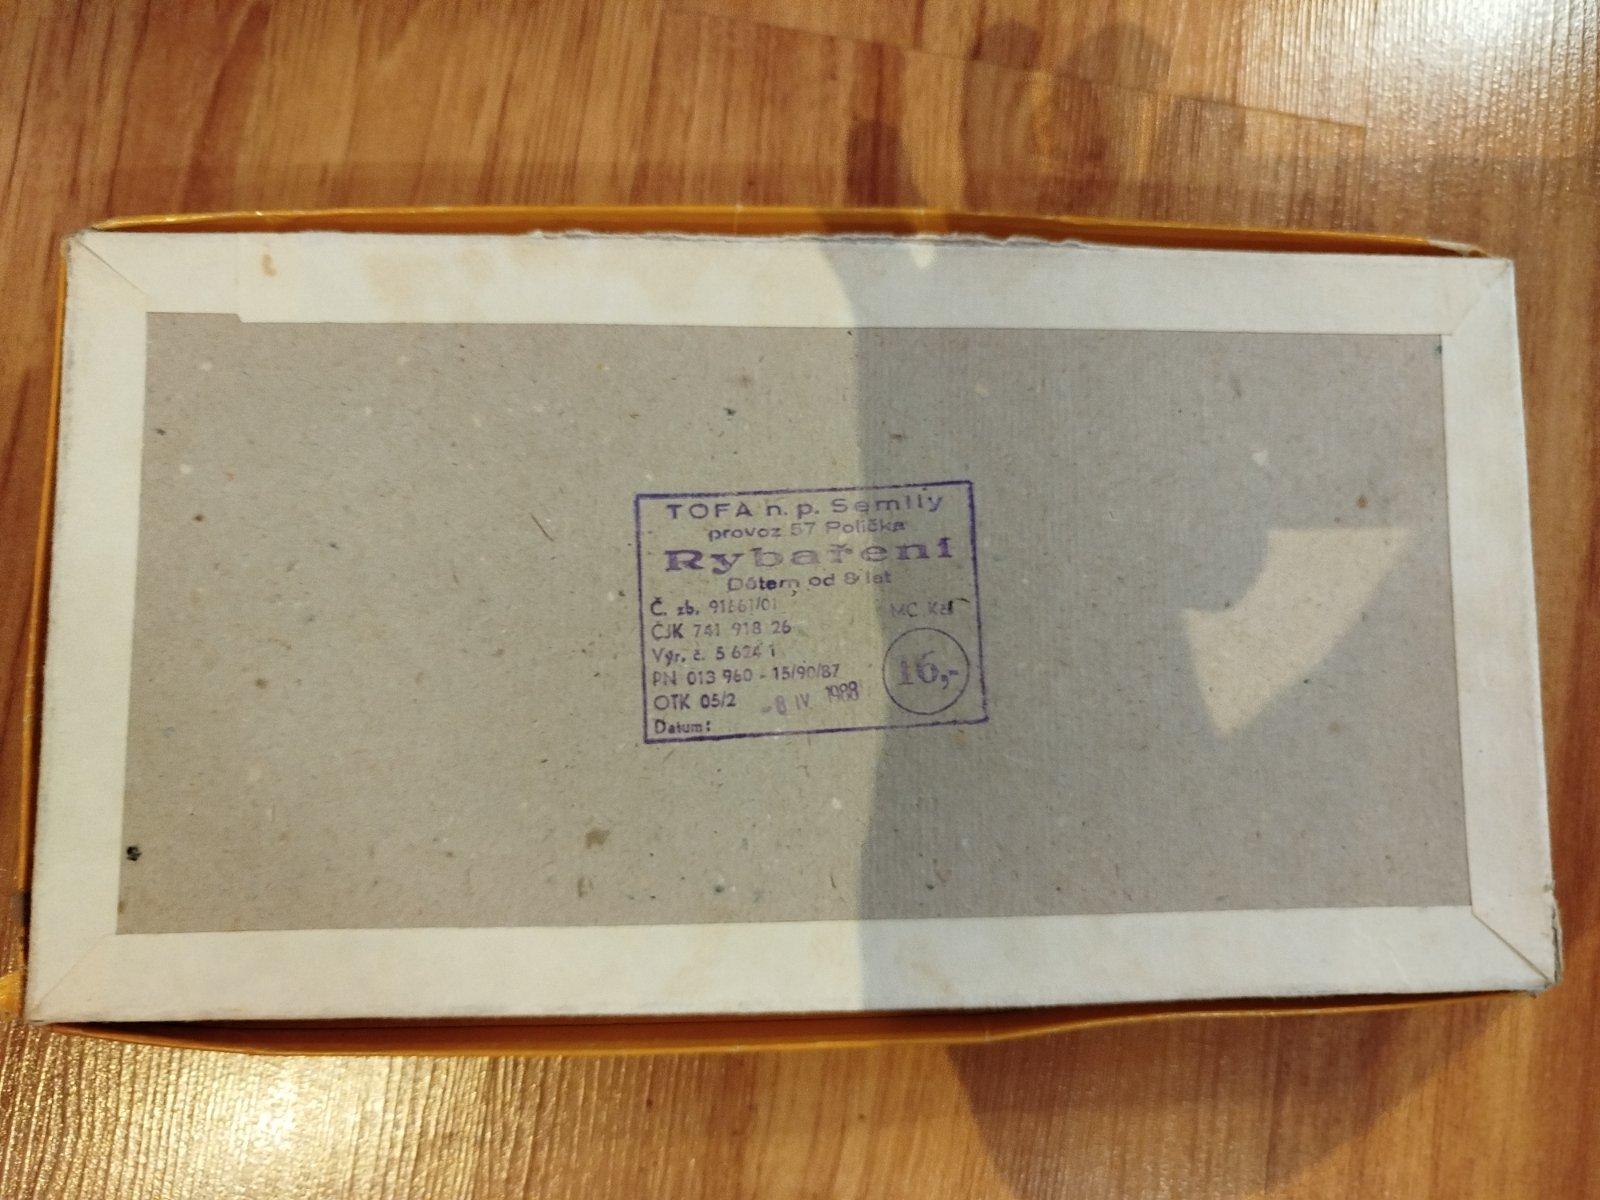 TOFA n. p. Semily
provoz 57 Polička
Rybaření
Dětem od 8 let
Č. zb. 91661/01 MC Kčs
ČJK 741 918 26
Výr. č. 5 624 1 16,-
PN 013 960 - 15/90/87
OTK 05/2 -8 IV. 1988
Datum: